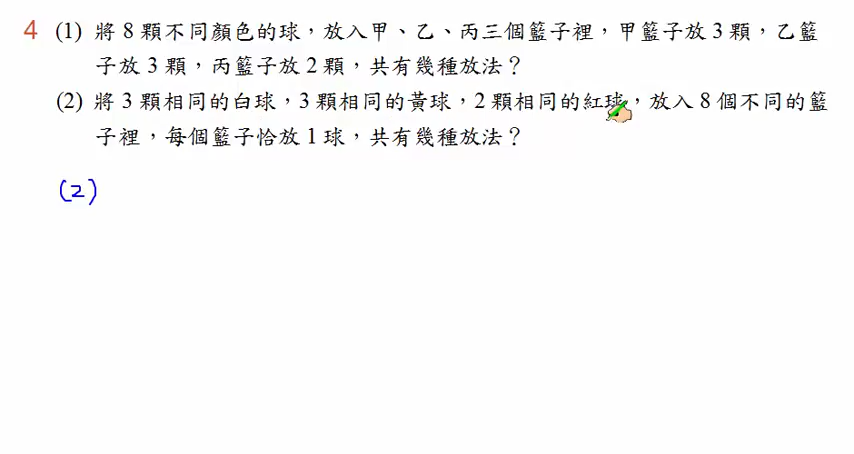 4 (1) 將 8 顆不同顏色的球，放入甲、乙、丙三個籃子裡，甲籃子放 3 顆，乙籃
子放 3 顆，丙籃子放 2 顆，共有幾種放法？
(2) 將 3 顆相同的白球，3 顆相同的黃球，2 顆相同的紅球，放入 8 個不同的籃
子裡，每個籃子恰放 1 球，共有幾種放法？
(2)